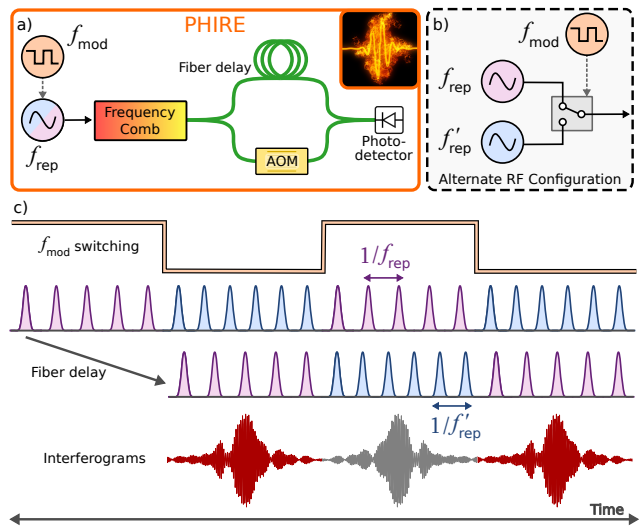 a)
PHIRE
f_mod
Fiber delay
Frequency
Comb
f_rep
AOM
Photo-
detector
b)
f_mod
f_rep
f'_rep
Alternate RF Configuration
c)
f_mod switching
1/f_rep
Fiber delay
1/f'_rep
Interferograms
Time